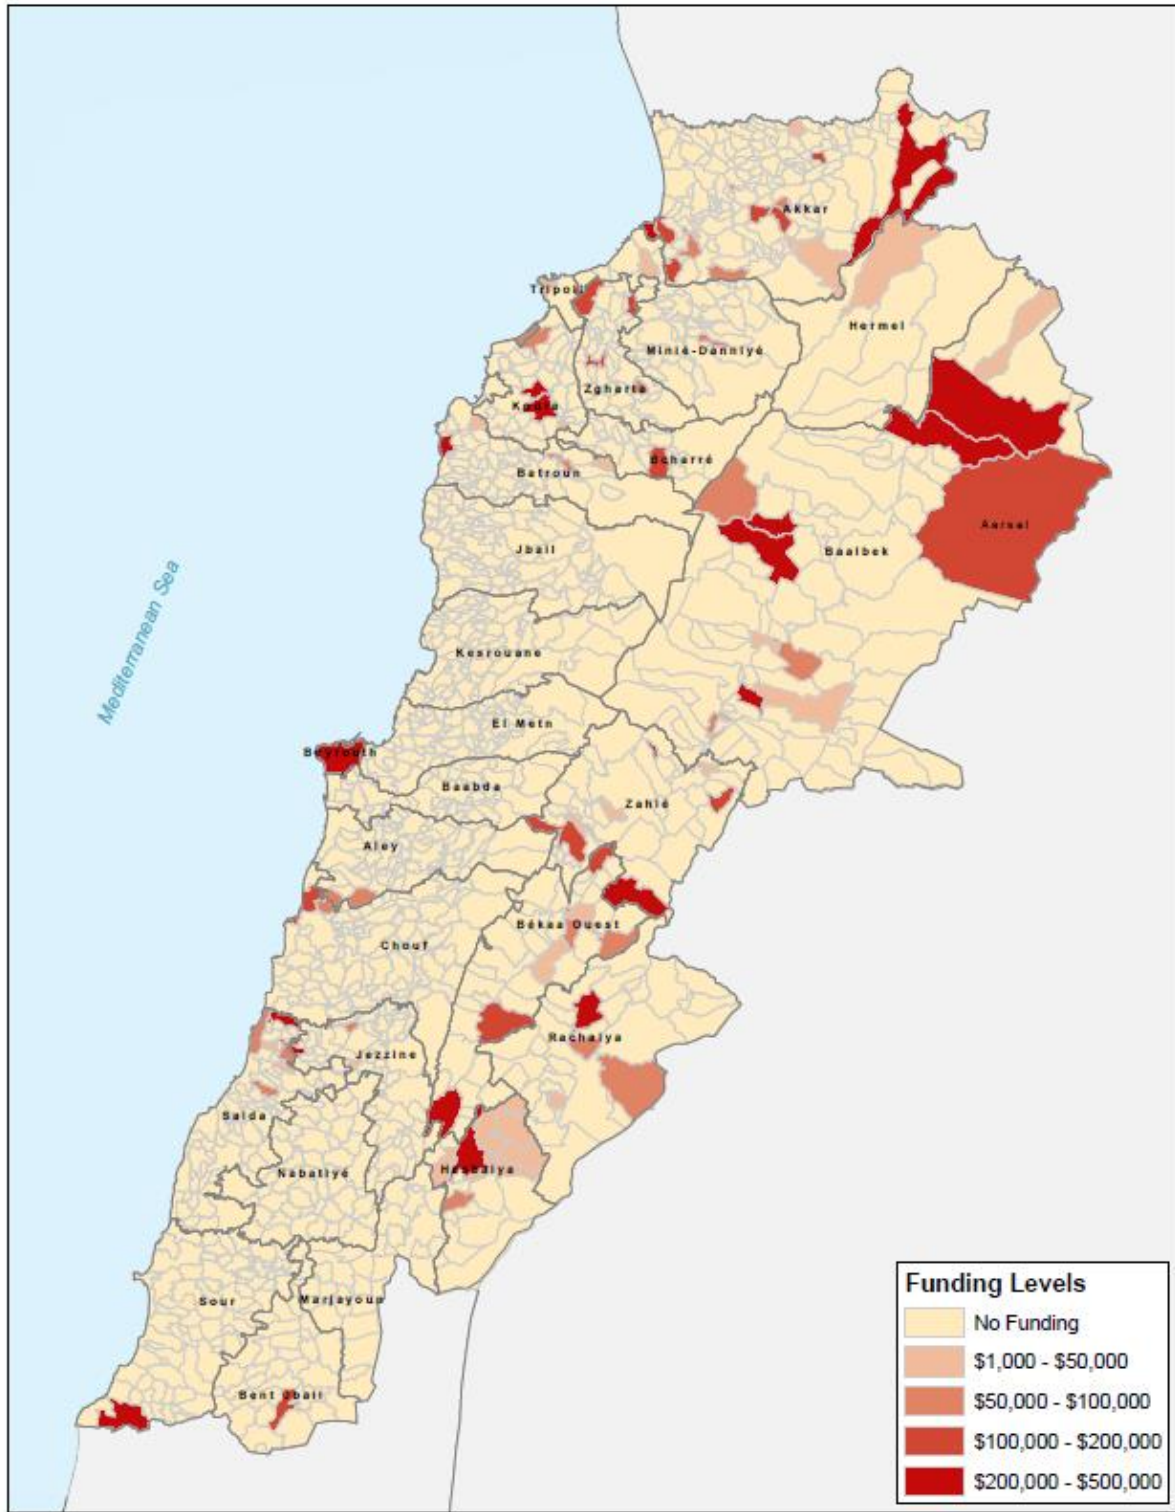 Akkar
Tripoli
Hermel
Minié-Danniyé
Zgharta
Koura
Bcharré
Batroun
Aarsal
Jbail
Baalbek
Mediterranean Sea
Kesrouane
El Metn
Beyrouth
Baabda
Zahlé
Aley
Békaa Ouest
Chouf
Rachaiya
Jezzine
Saida
Hasbaiya
Nabatiyé
Sour
Marjayoun
Bent Jbail
Funding Levels
No Funding
$1,000 - $50,000
$50,000 - $100,000
$100,000 - $200,000
$200,000 - $500,000